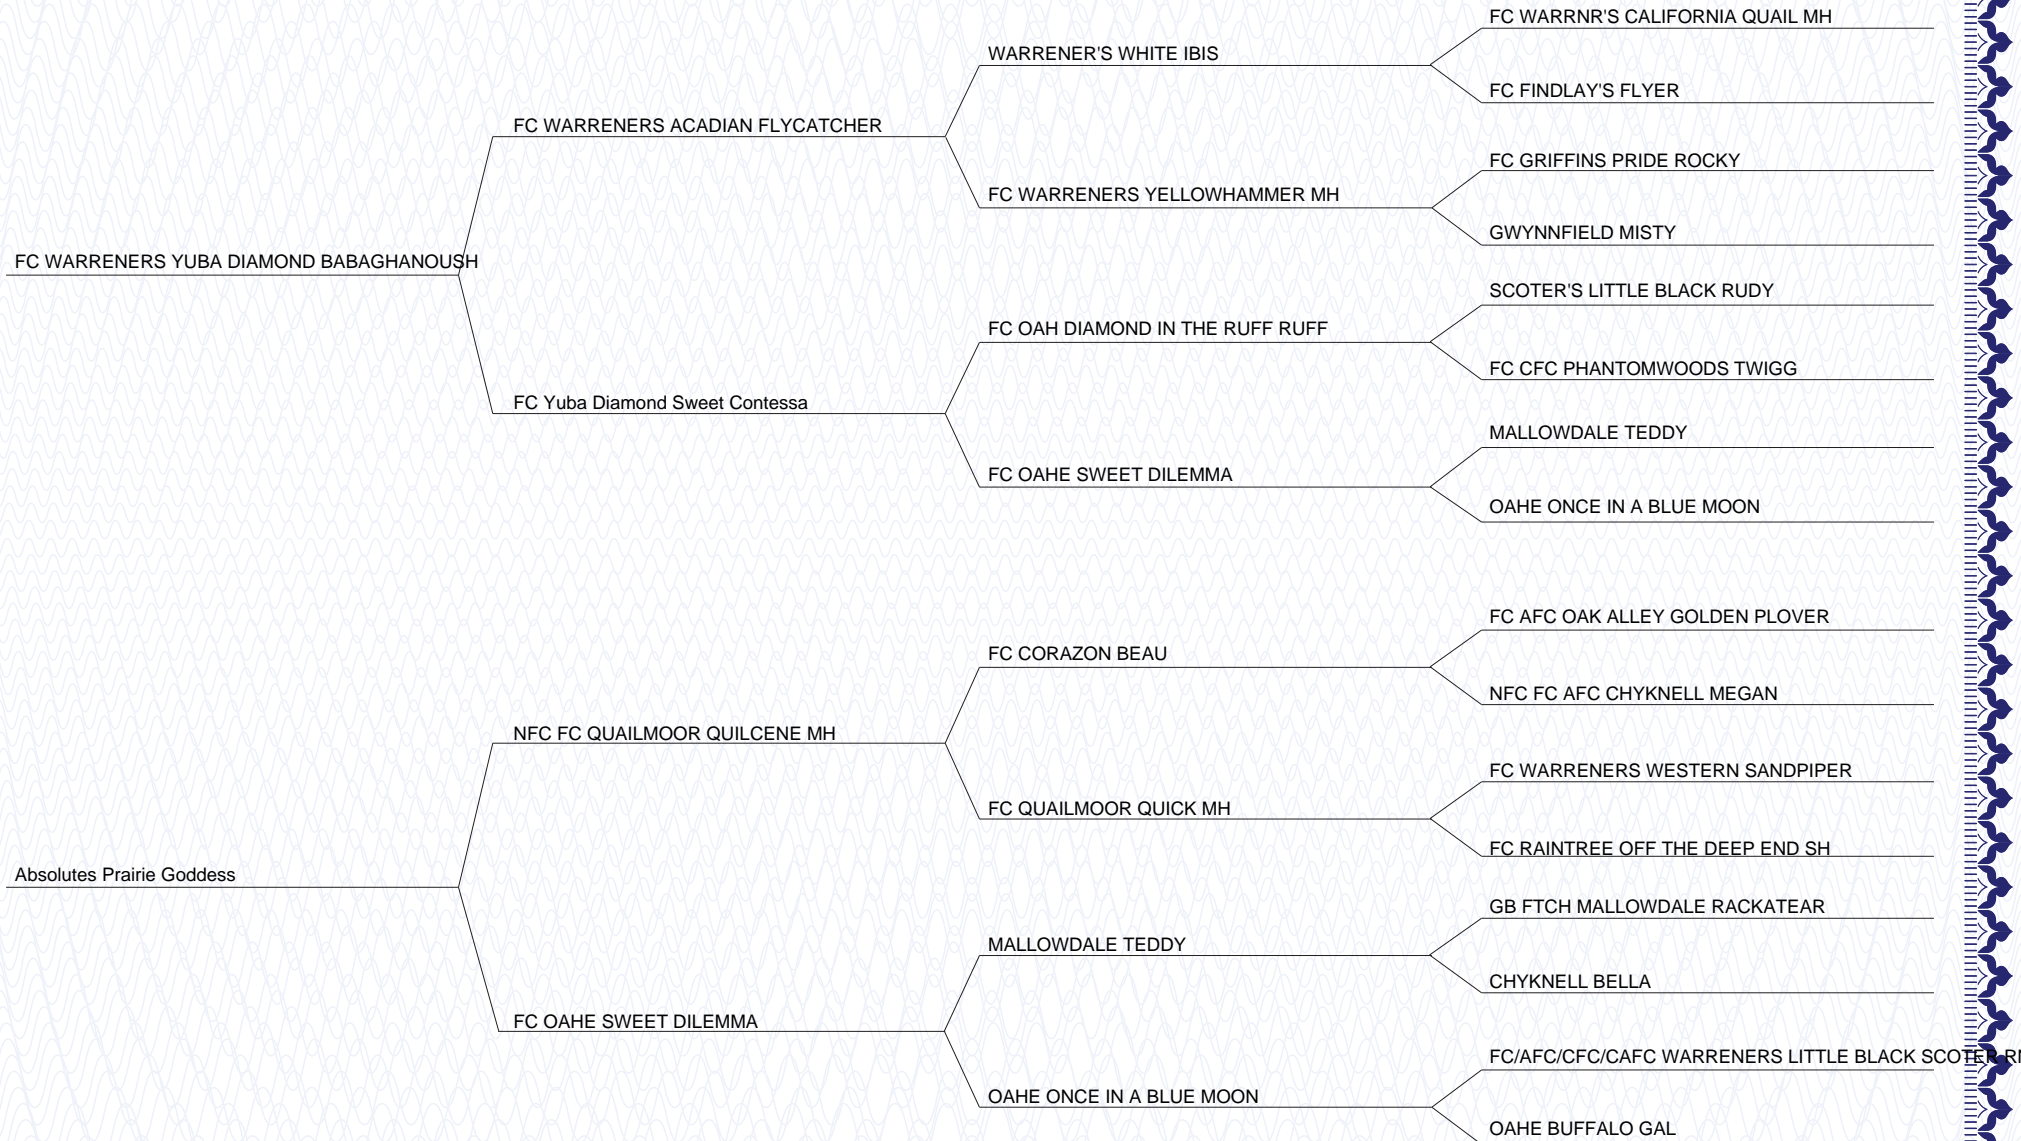 FC WARRNR'S CALIFORNIA QUAIL MH
WARRENER'S WHITE IBIS
FC FINDLAY'S FLYER
FC WARRENERS ACADIAN FLYCATCHER
FC GRIFFINS PRIDE ROCKY
FC WARRENERS YELLOWHAMMER MH
GWYNNFIELD MISTY
FC WARRENERS YUBA DIAMOND BABAGHANOUSH
SCOTER'S LITTLE BLACK RUDY
FC OAH DIAMOND IN THE RUFF RUFF
FC CFC PHANTOMWOODS TWIGG
FC Yuba Diamond Sweet Contessa
MALLOWDALE TEDDY
FC OAHE SWEET DILEMMA
OAHE ONCE IN A BLUE MOON
FC AFC OAK ALLEY GOLDEN PLOVER
FC CORAZON BEAU
NFC FC AFC CHYKNELL MEGAN
NFC FC QUAILMOOR QUILCENE MH
FC WARRENERS WESTERN SANDPIPER
FC QUAILMOOR QUICK MH
FC RAINTREE OFF THE DEEP END SH
Absolutes Prairie Goddess
GB FTCH MALLOWDALE RACKATEAR
MALLOWDALE TEDDY
CHYKNELL BELLA
FC OAHE SWEET DILEMMA
FC/AFC/CFC/CAFC WARRENERS LITTLE BLACK SCOTER
OAHE ONCE IN A BLUE MOON
OAHE BUFFALO GAL